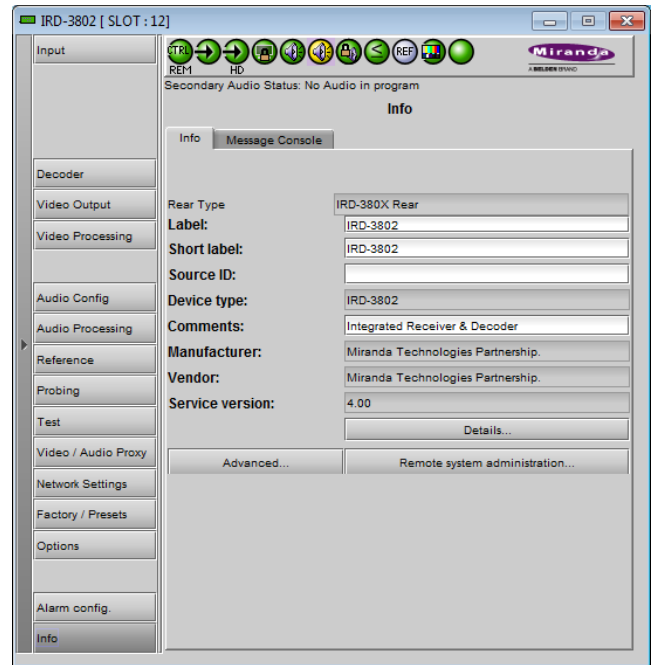 IRD-3802 [ SLOT : 12]
Input
CTRL
REF
REM
HD
Miranda
A BELDEN BRAND
Secondary Audio Status: No Audio in program
Info
Info
Message Console
Decoder
Video Output
Rear Type
IRD-380X Rear
Label:
IRD-3802
Video Processing
Short label:
IRD-3802
Source ID:
Audio Config
Device type:
IRD-3802
Audio Processing
Comments:
Integrated Receiver & Decoder
Reference
Manufacturer:
Miranda Technologies Partnership.
Vendor:
Miranda Technologies Partnership.
Probing
Service version:
4.00
Test
Details...
Video / Audio Proxy
Advanced...
Remote system administration...
Network Settings
Factory / Presets
Options
Alarm config.
Info